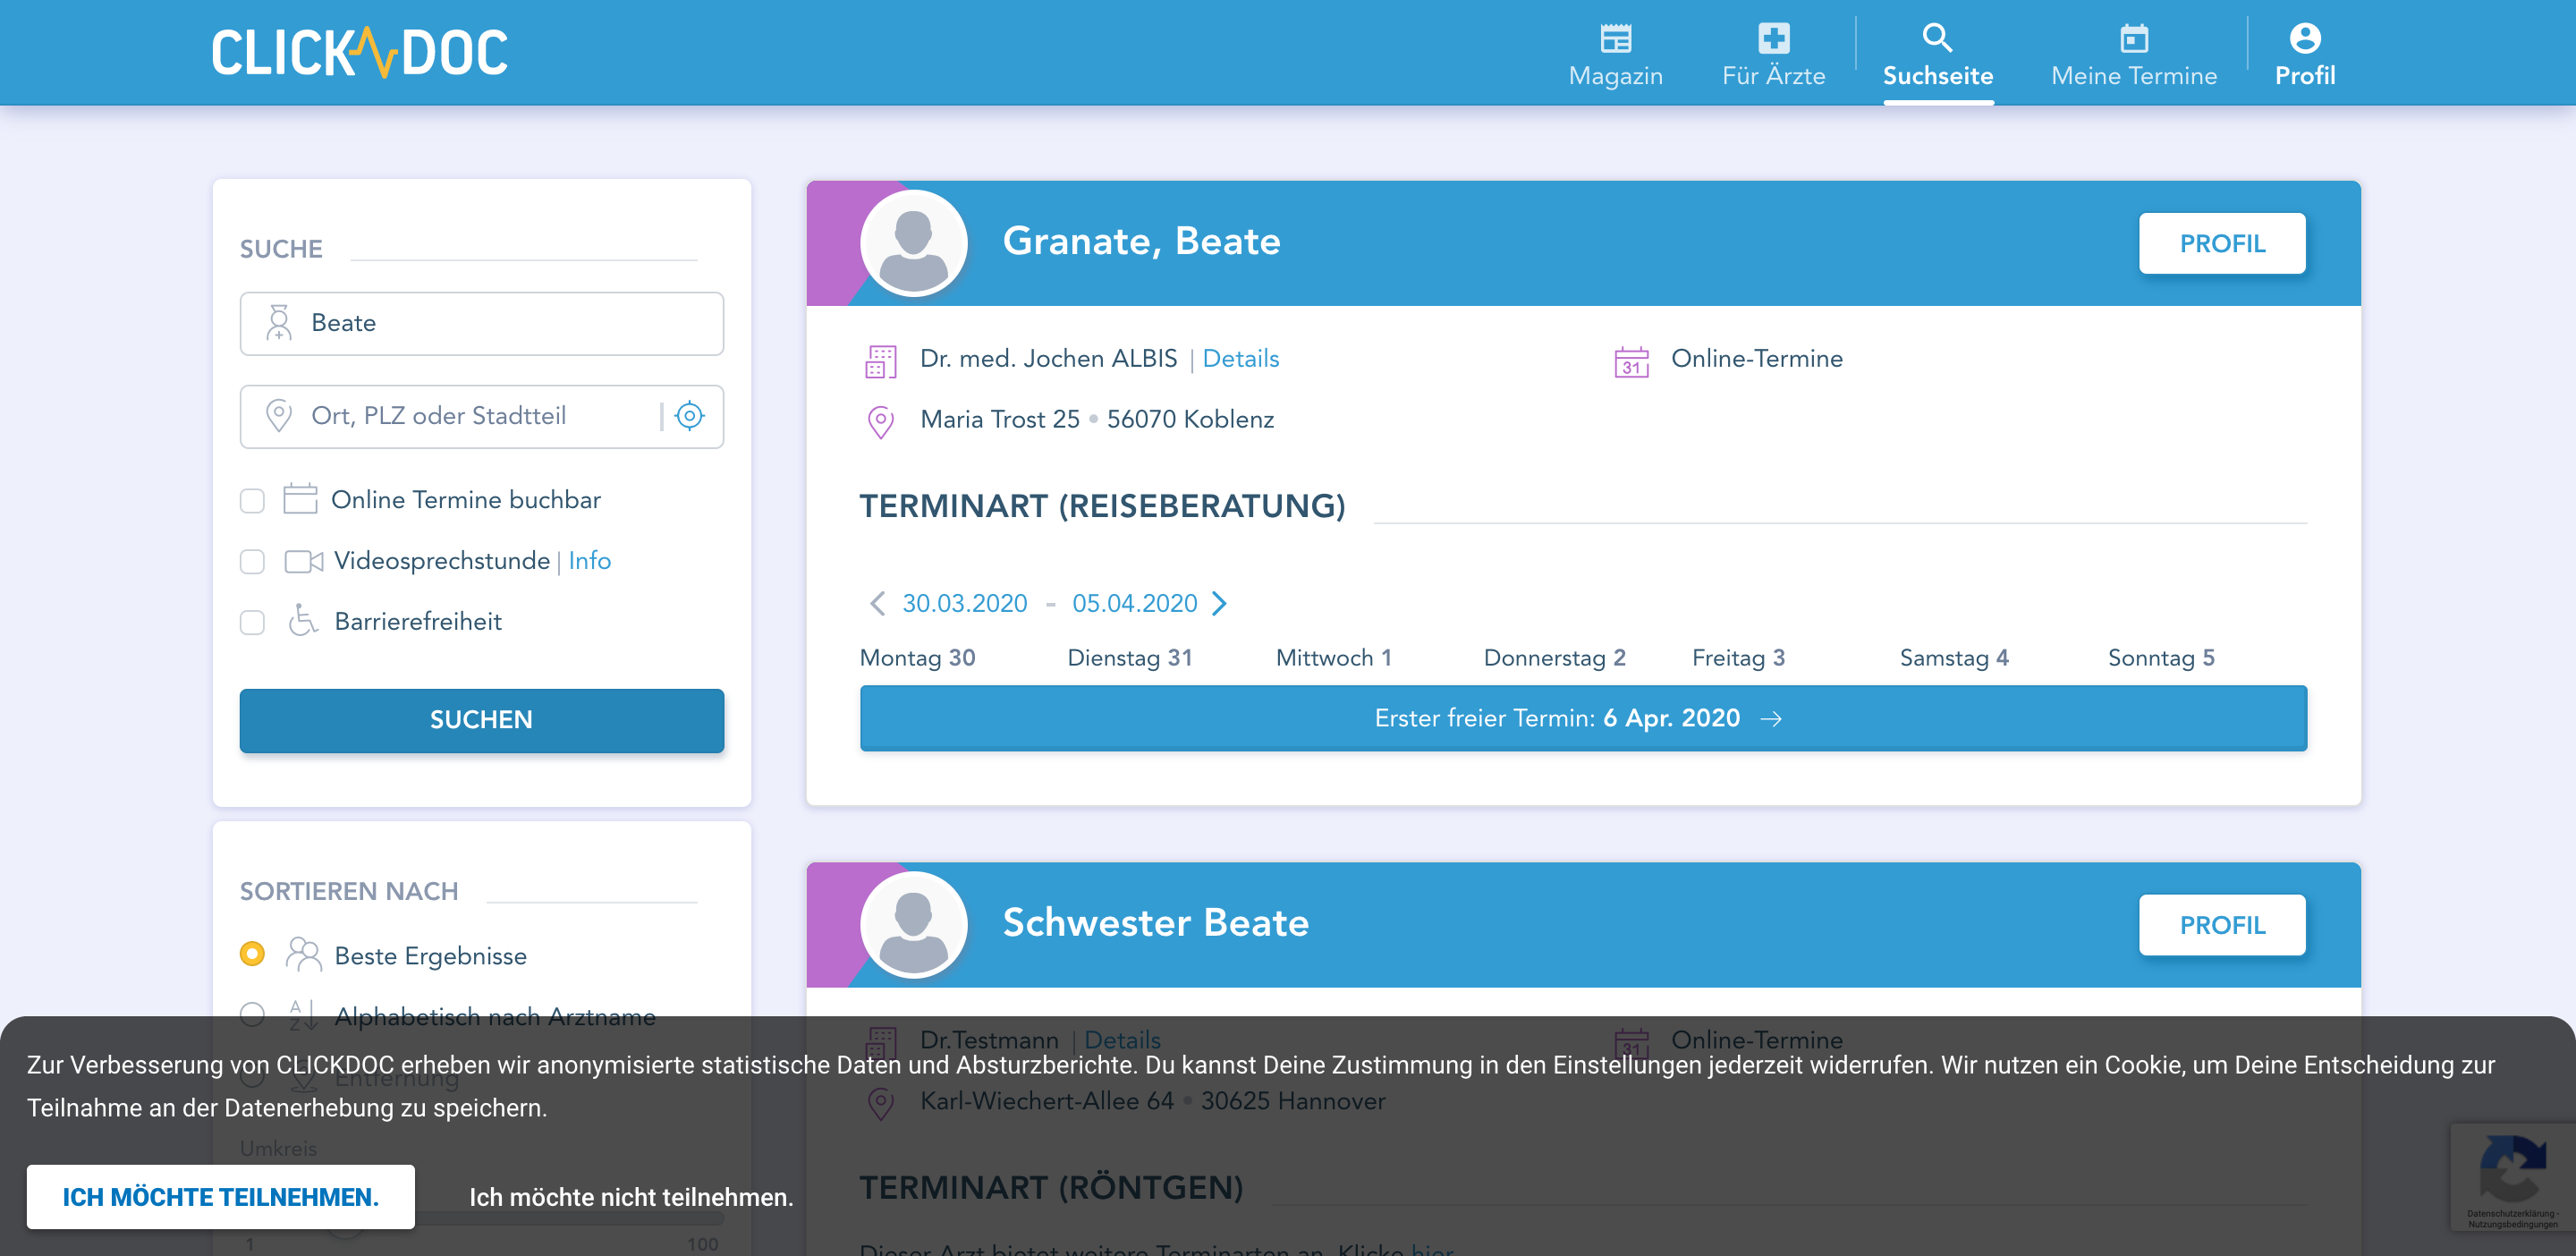 CLICKDOC
Magazin
Für Ärzte
Suchseite
Meine Termine
Profil
SUCHE
Beate
Ort, PLZ oder Stadtteil
Online Termine buchbar
Videosprechstunde | Info
Barrierefreiheit
SUCHEN
SORTIEREN NACH
Beste Ergebnisse
A
Z
Alphabetisch nach Arztname
Entfernung
Umkreis
1
100
Granate, Beate
PROFIL
Dr. med. Jochen ALBIS | Details
31
Online-Termine
Maria Trost 25 • 56070 Koblenz
TERMINART (REISEBERATUNG)
30.03.2020 - 05.04.2020
Montag 30
Dienstag 31
Mittwoch 1
Donnerstag 2
Freitag 3
Samstag 4
Sonntag 5
Erster freier Termin: 6 Apr. 2020 →
Schwester Beate
PROFIL
Dr.Testmann | Details
31
Online-Termine
Karl-Wiechert-Allee 64 • 30625 Hannover
TERMINART (RÖNTGEN)
Dieser Arzt bietet weitere Terminarten an. Klicke hier
Zur Verbesserung von CLICKDOC erheben wir anonymisierte statistische Daten und Absturzberichte. Du kannst Deine Zustimmung in den Einstellungen jederzeit widerrufen. Wir nutzen ein Cookie, um Deine Entscheidung zur
Teilnahme an der Datenerhebung zu speichern.
ICH MÖCHTE TEILNEHMEN.
Ich möchte nicht teilnehmen.
Datenschutzerklärung -
Nutzungsbedingungen